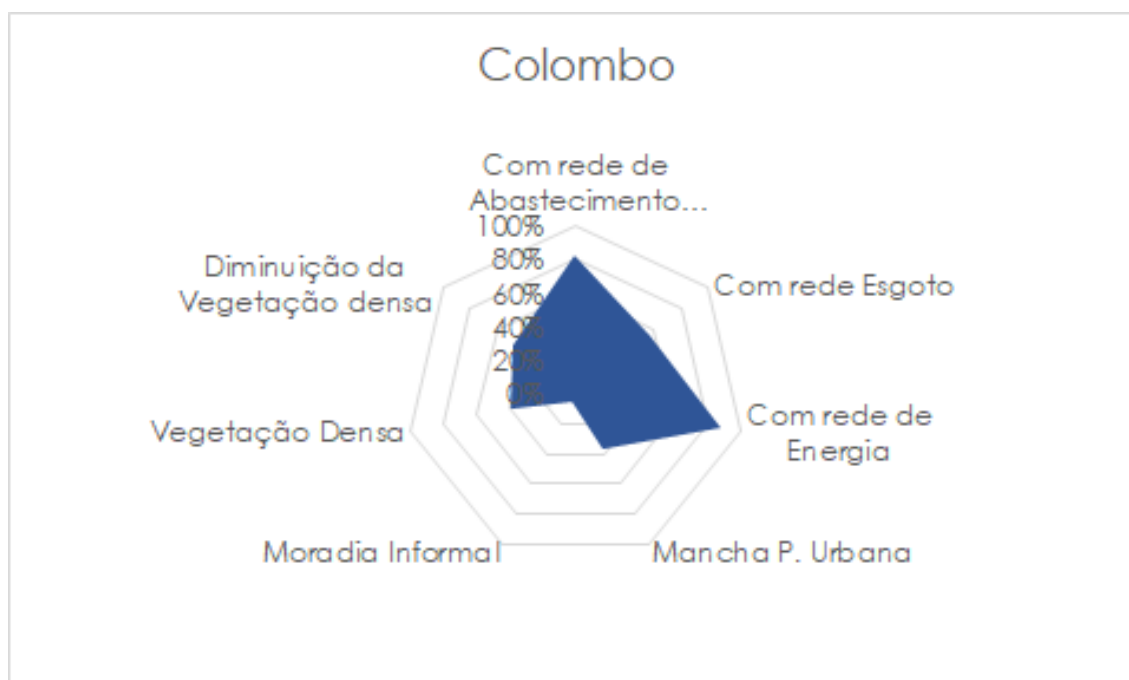 Colombo
Com rede de
Abastecimento...
100%
80%
60%
40%
20%
0%
Com rede Esgoto
Com rede de
Energia
Mancha P. Urbana
Moradia Informal
Vegetação Densa
Diminuição da
Vegetação densa